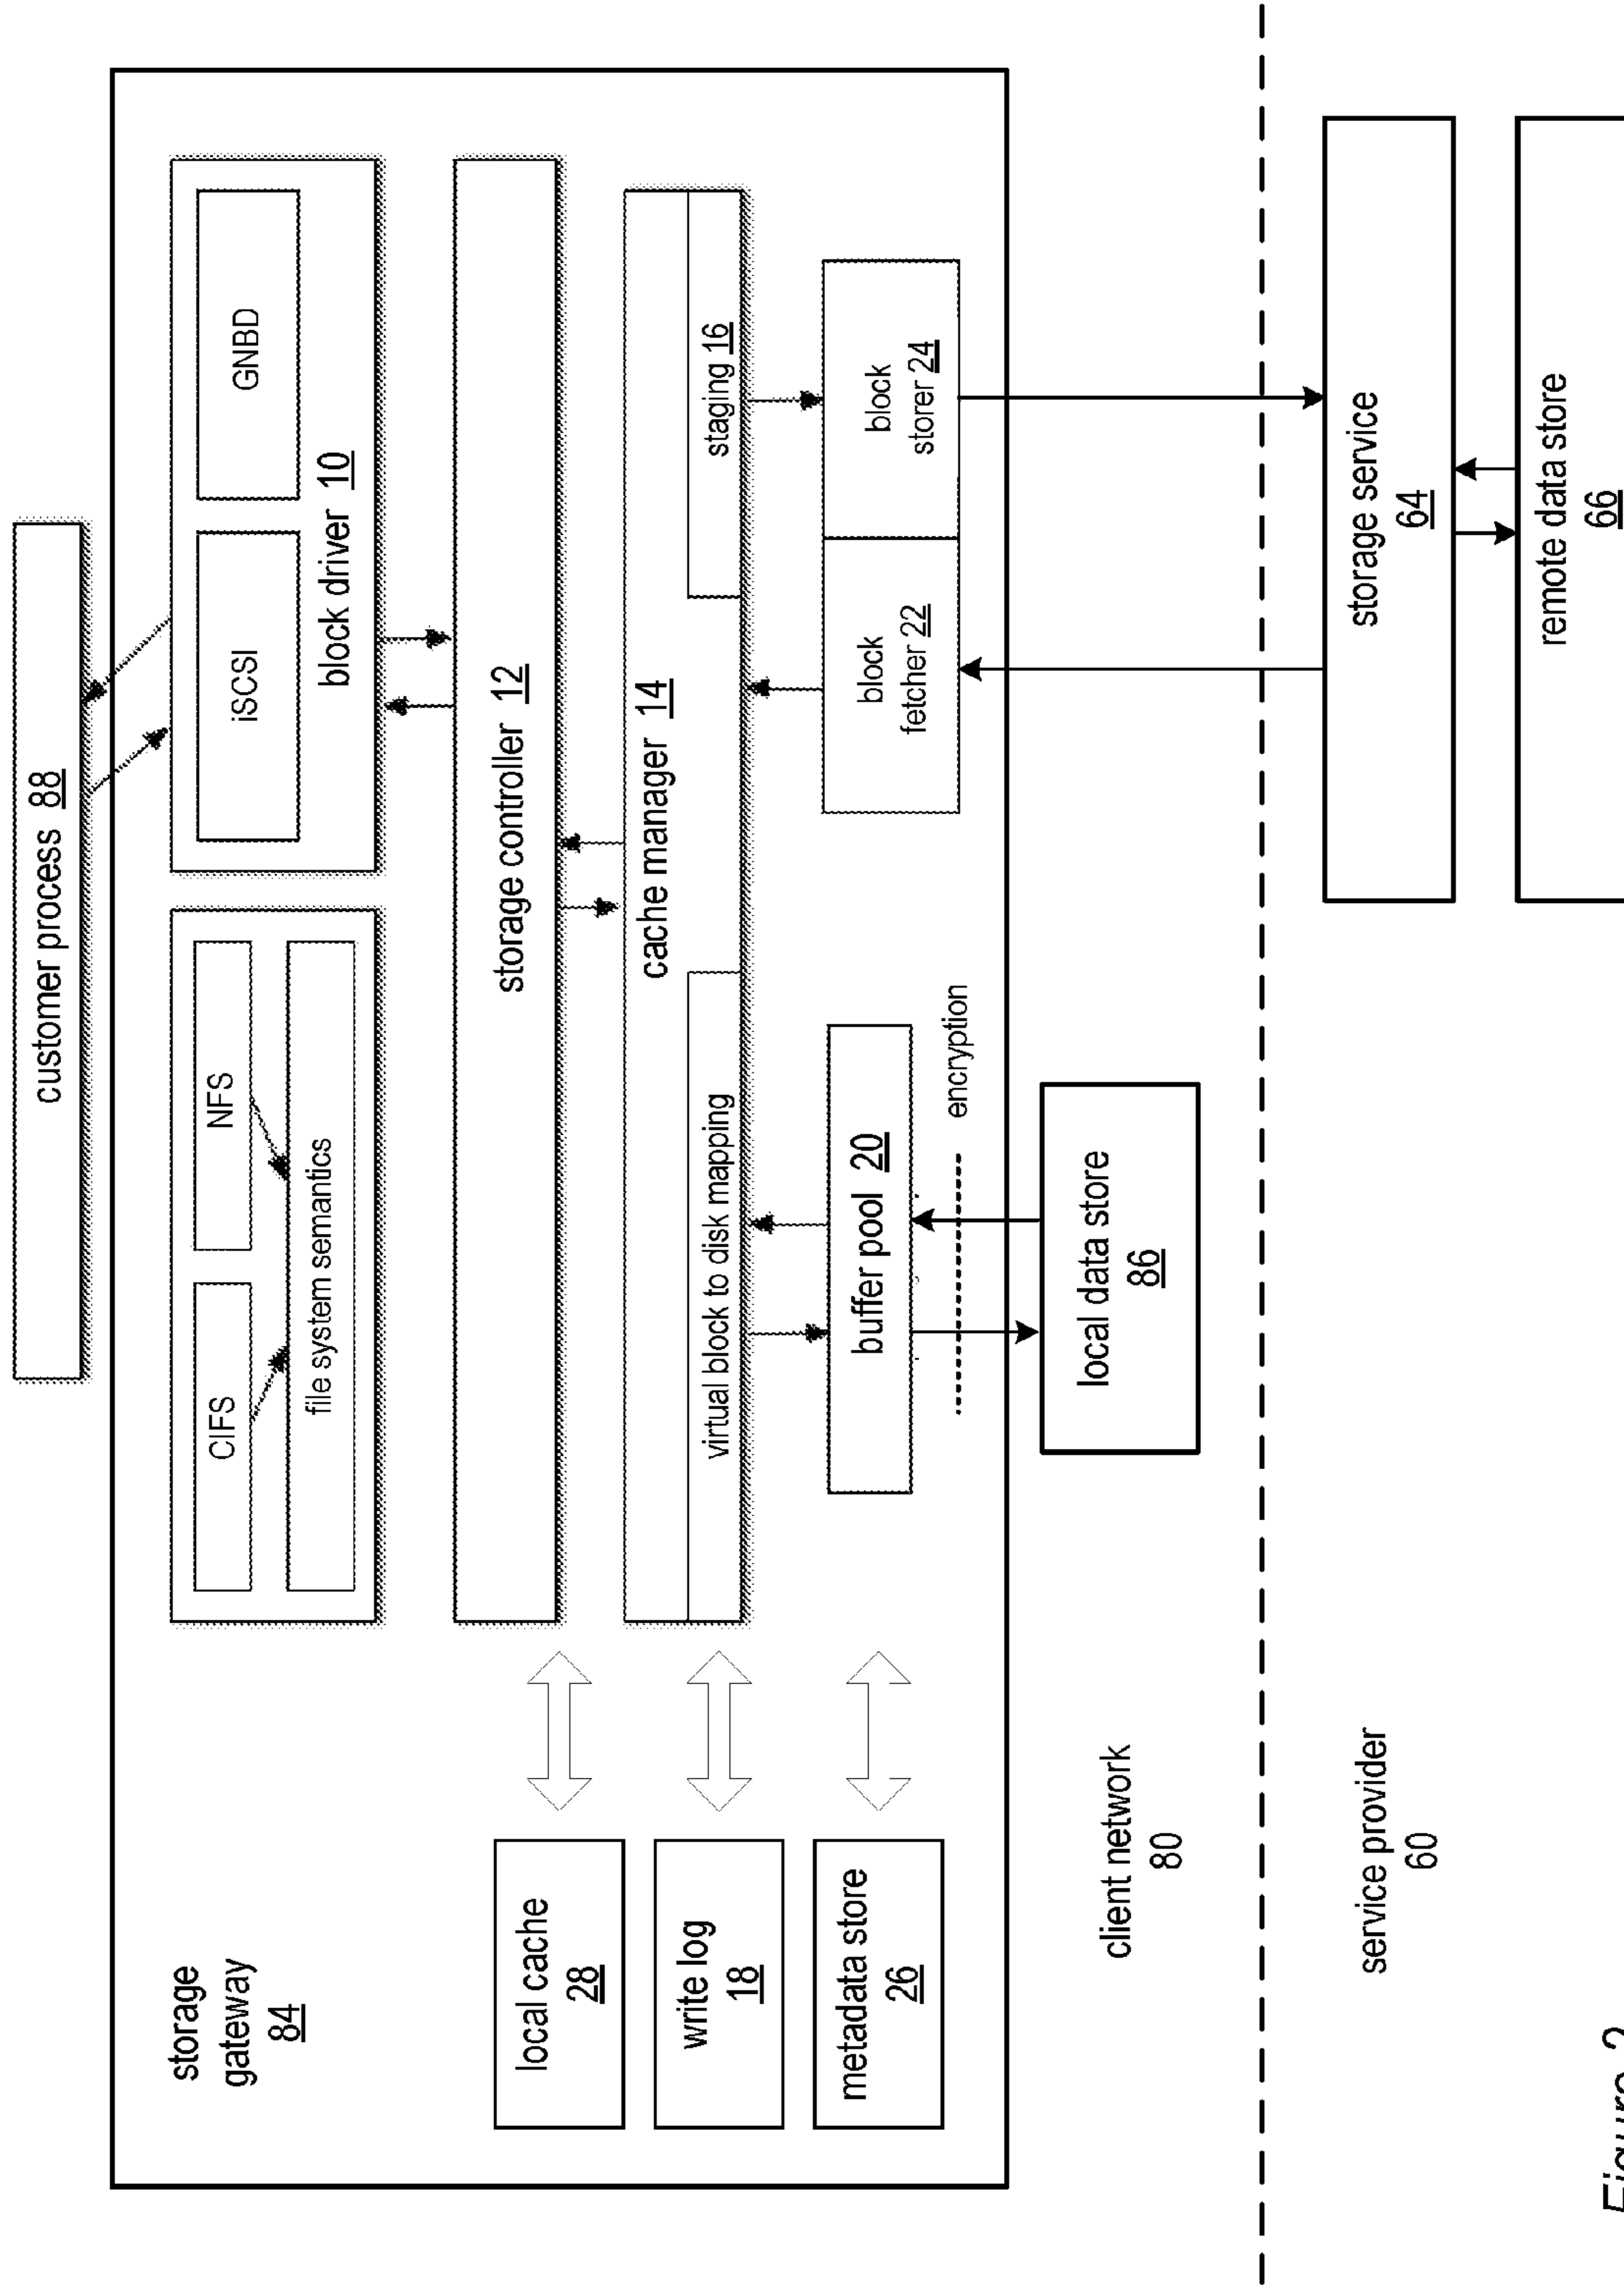 customer process 88
storage
gateway
84
CIFS
NFS
file system semantics
iSCSI
GNBD
block driver 10
storage controller 12
cache manager 14
virtual block to disk mapping
staging 16
local cache
28
write log
18
metadata store
26
buffer pool 20
block
fetcher 22
block
storer 24
encryption
local data store
86
client network
80
service provider
60
storage service
64
remote data store
66
Figure 2